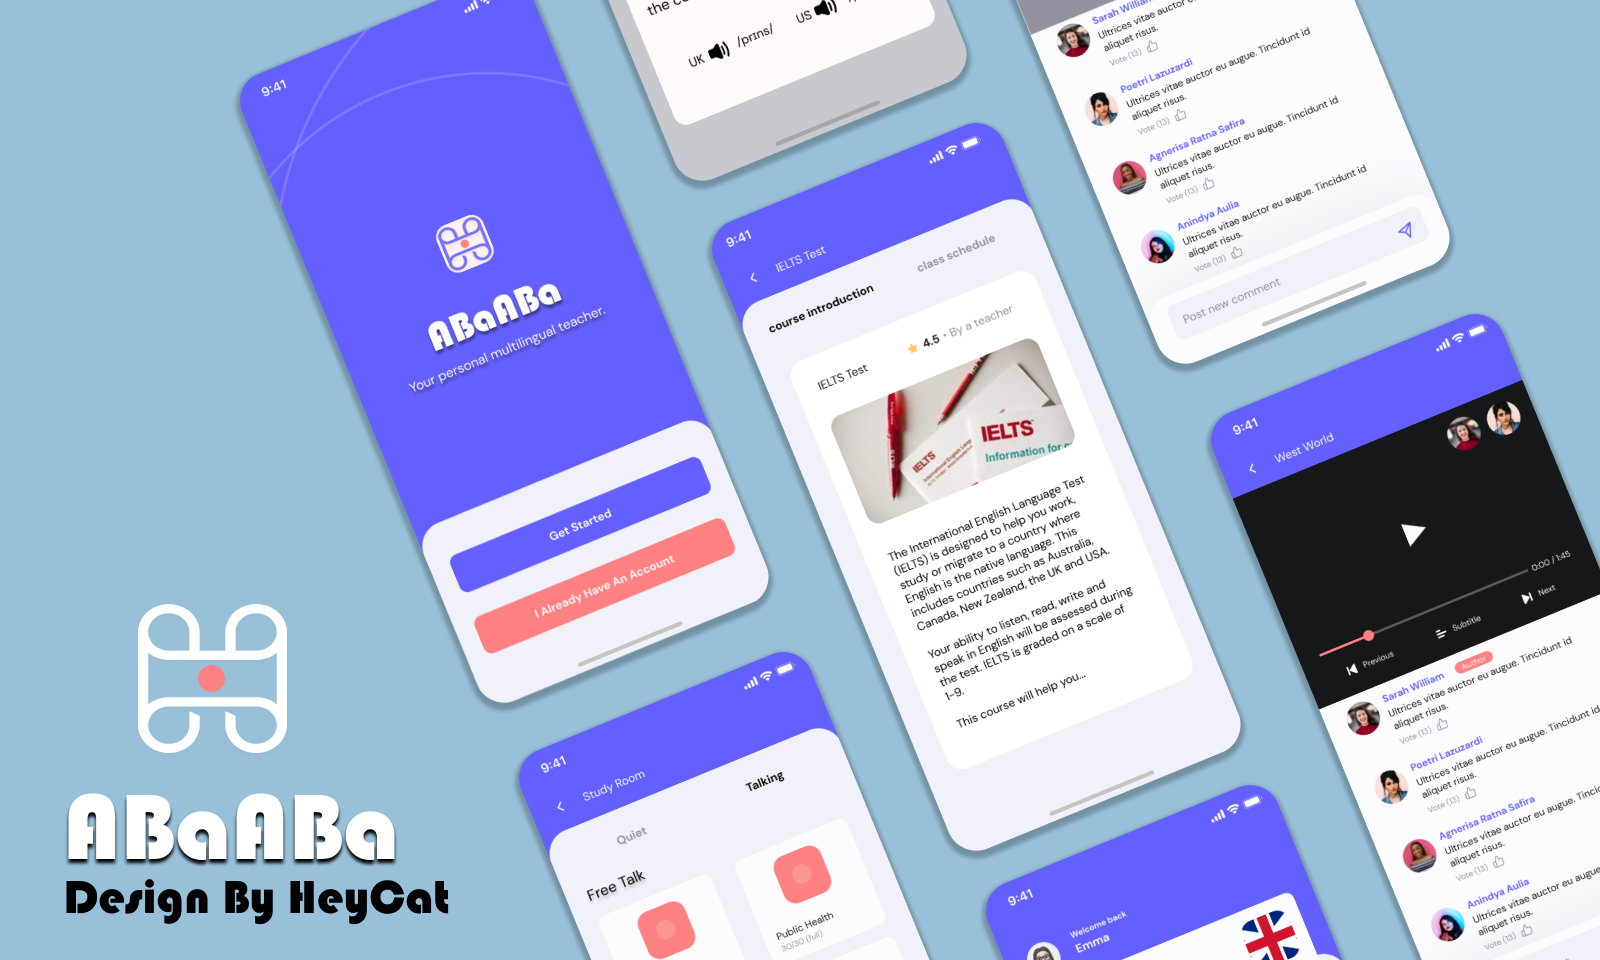 9:41
ABaABa
Your personal multilingual teacher.
Get Started
I Already Have An Account
ABaABa
Design By HeyCat
UK /prɪns/ US
9:41
IELTS Test
course introduction
class schedule
IELTS Test
4.5 • By a teacher
IELTS
IELTS
Information for
The International English Language Test
(IELTS) is designed to help you work,
study or migrate to a country where
English is the native language. This
includes countries such as Australia,
Canada, New Zealand, the UK and USA.
Your ability to listen, read, write and
speak in English will be assessed during
the test. IELTS is graded on a scale of
1-9.
This course will help you...
9:41
Study Room
Quiet
Talking
Free Talk
Public Health
30/30 (full)
9:41
Welcome back
Emma
Sarah William
Ultrices vitae auctor eu augue. Tincidunt id
aliquet risus.
Vote (13)
Poetri Lazuzardi
Ultrices vitae auctor eu augue. Tincidunt id
aliquet risus.
Vote (13)
Agnerisa Ratna Safira
Ultrices vitae auctor eu augue. Tincidunt id
aliquet risus.
Vote (13)
Anindya Aulia
Ultrices vitae auctor eu augue. Tincidunt id
aliquet risus.
Vote (13)
Post new comment
9:41
West World
0:00 / 1:45
Previous
Subtitle
Next
Sarah William Author
Ultrices vitae auctor eu augue. Tincidunt id
aliquet risus.
Vote (13)
Poetri Lazuzardi
Ultrices vitae auctor eu augue. Tincidunt id
aliquet risus.
Vote (13)
Agnerisa Ratna Safira
Ultrices vitae auctor eu augue.
aliquet risus.
Vote (13)
Anindya Aulia
Ultrices vitae auctor eu augue
aliquet risus.
Vote (13)